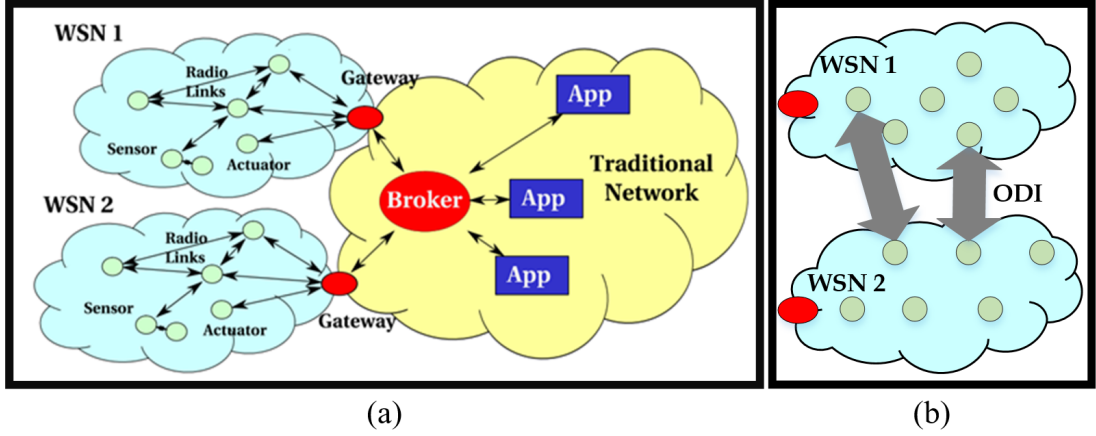 WSN 1
Radio
Links
Gateway
Sensor
Actuator
WSN 2
Radio
Links
Sensor
Actuator
Gateway
Broker
App
App
App
Traditional
Network
(a)
WSN 1
ODI
WSN 2
(b)